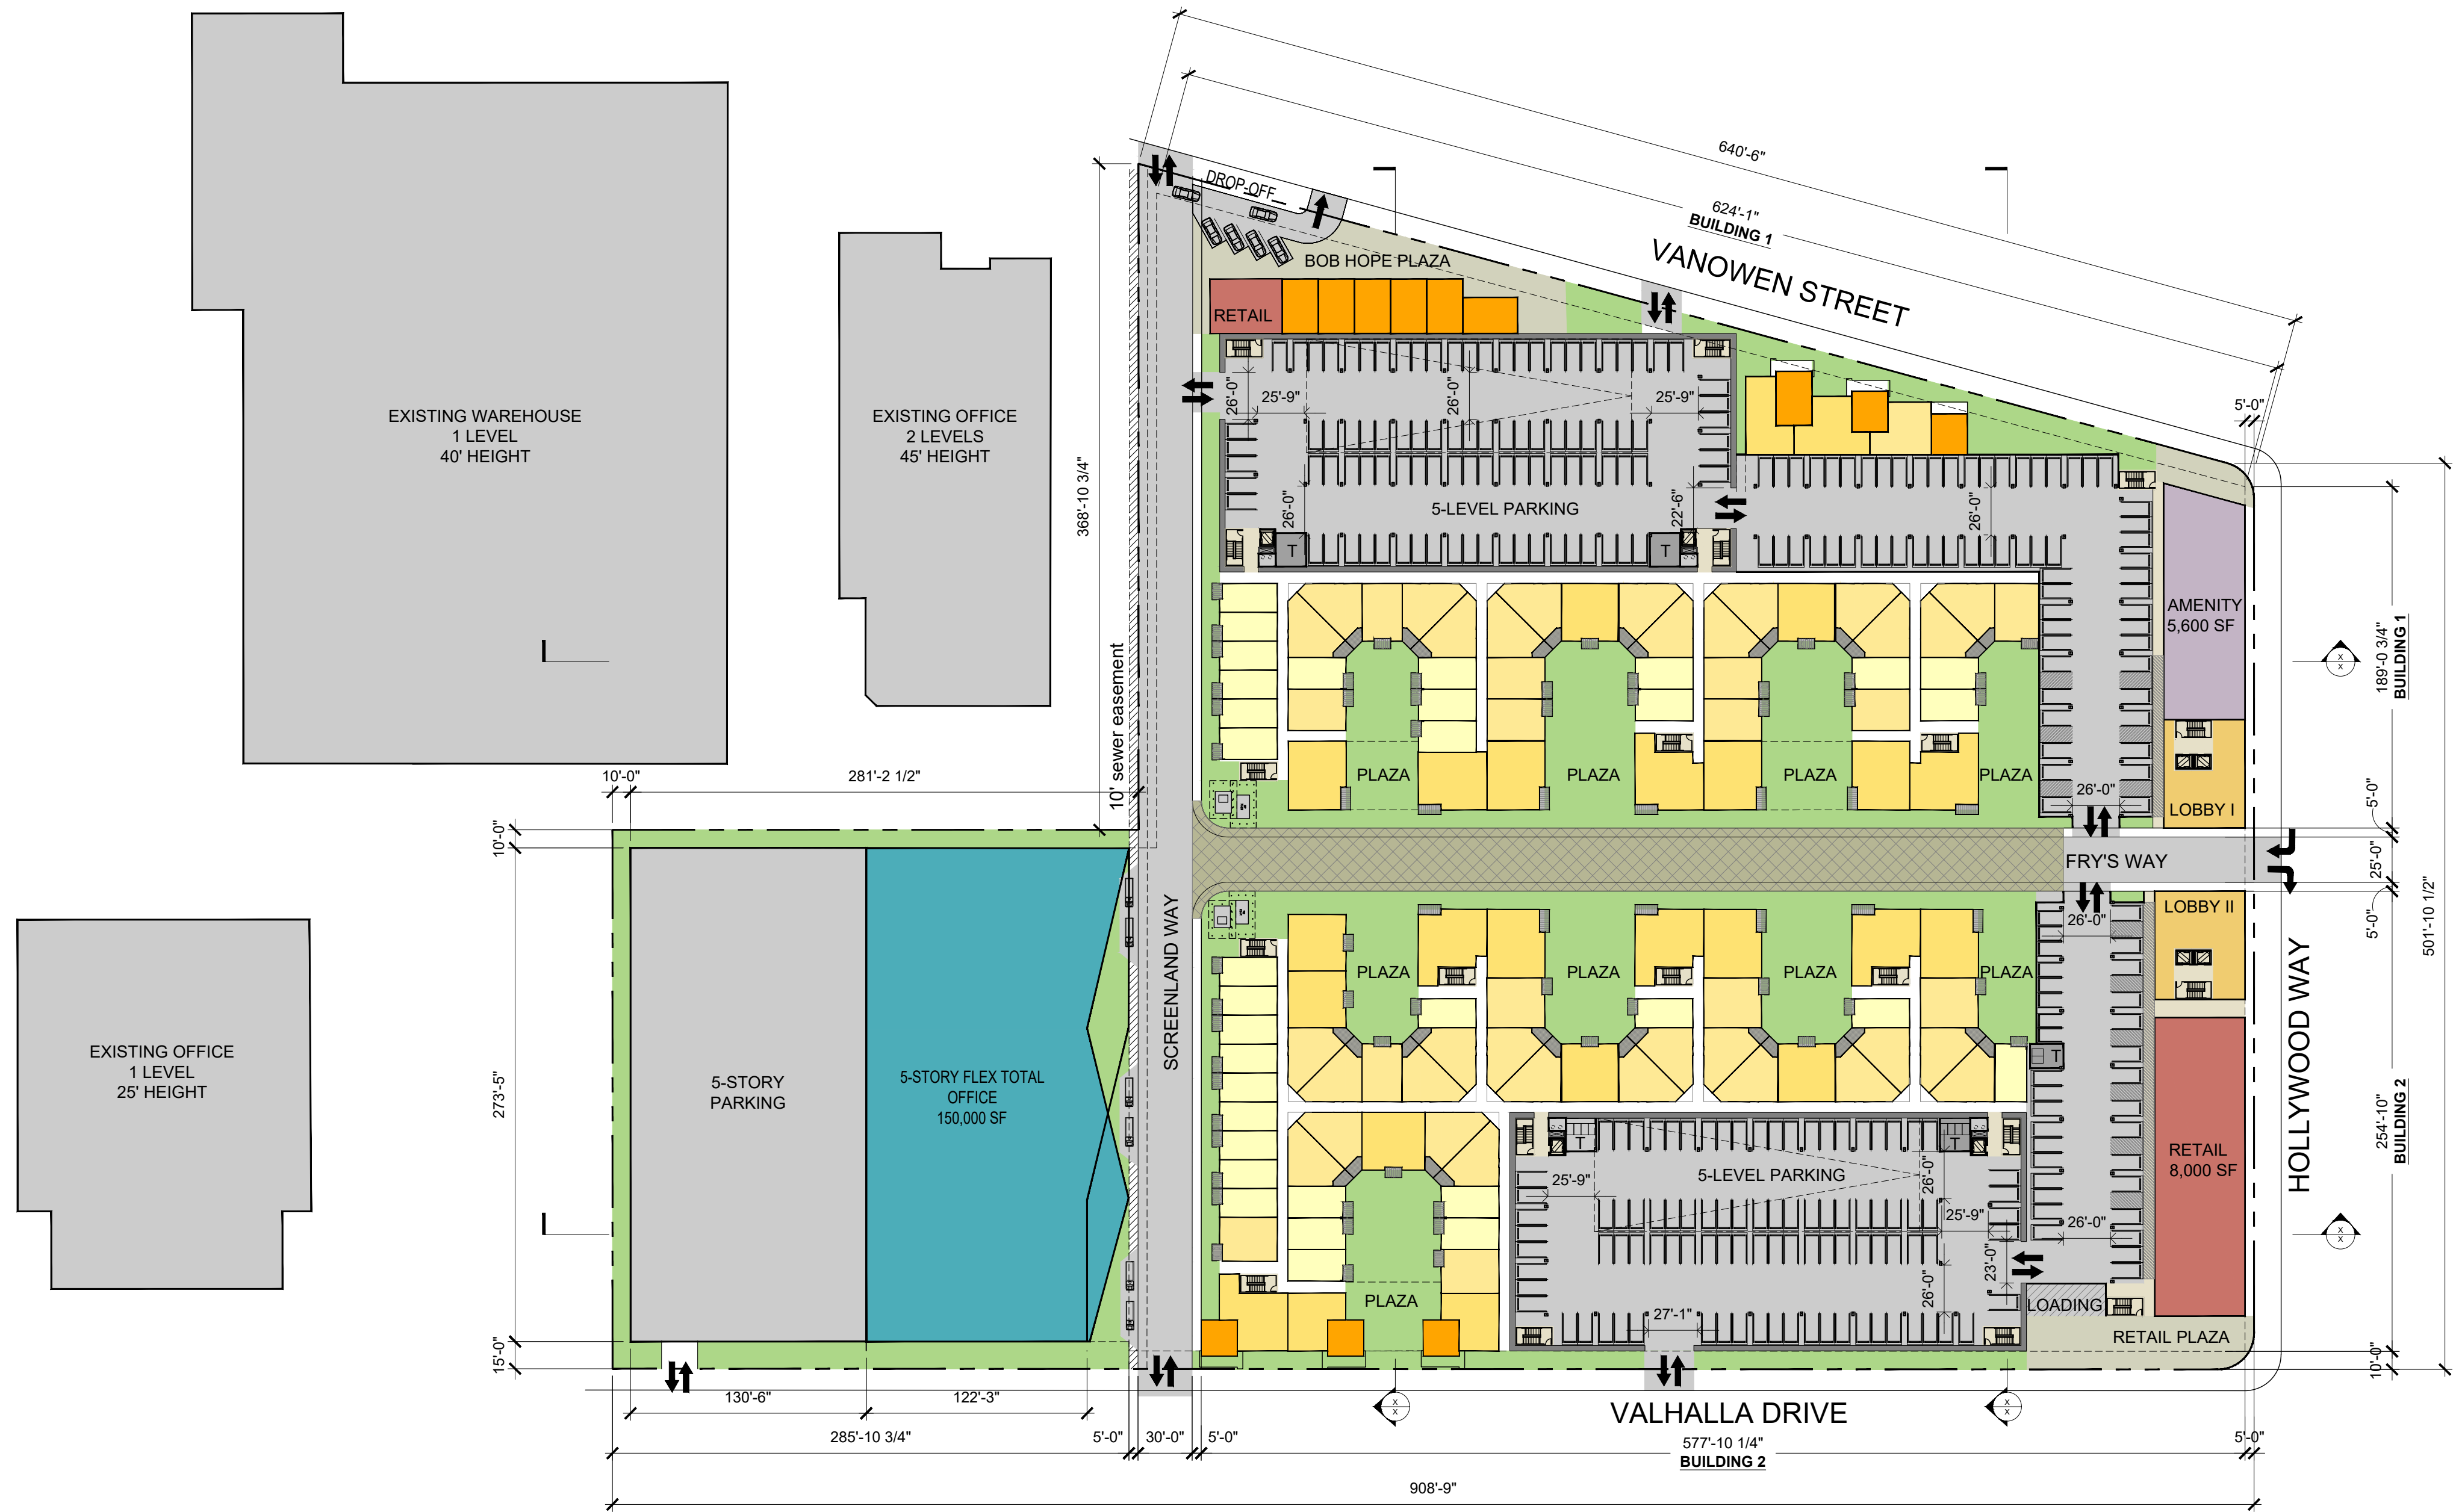 640'-6"
624'-1"
BUILDING 1
VANOWEN STREET
DROP-OFF
BOB HOPE PLAZA
RETAIL
EXISTING WAREHOUSE
1 LEVEL
40' HEIGHT
EXISTING OFFICE
2 LEVELS
45' HEIGHT
368'-10 3/4"
26'-0"
25'-9"
26'-0"
25'-9"
5'-0"
26'-0"
5-LEVEL PARKING
22'-6"
26'-0"
T
T
AMENITY
5,600 SF
189'-0 3/4"
BUILDING 1
X
X
10' sewer easement
10'-0"
281'-2 1/2"
PLAZA
PLAZA
PLAZA
PLAZA
26'-0"
LOBBY I
5'-0"
10'-0"
FRY'S WAY
25'-0"
501'-10 1/2"
5'-0"
26'-0"
LOBBY II
PLAZA
PLAZA
PLAZA
PLAZA
SCREENLAND WAY
HOLLYWOOD WAY
EXISTING OFFICE
1 LEVEL
25' HEIGHT
273'-5"
5-STORY
PARKING
5-STORY FLEX TOTAL
OFFICE
150,000 SF
T
T
T
5-LEVEL PARKING
25'-9"
26'-0"
25'-9"
26'-0"
23'-0"
26'-0"
RETAIL
8,000 SF
254'-10"
BUILDING 2
X
X
PLAZA
27'-1"
LOADING
RETAIL PLAZA
15'-0"
10'-0"
130'-6"
122'-3"
X
X
X
X
VALHALLA DRIVE
285'-10 3/4"
5'-0"
30'-0"
5'-0"
577'-10 1/4"
BUILDING 2
5'-0"
908'-9"